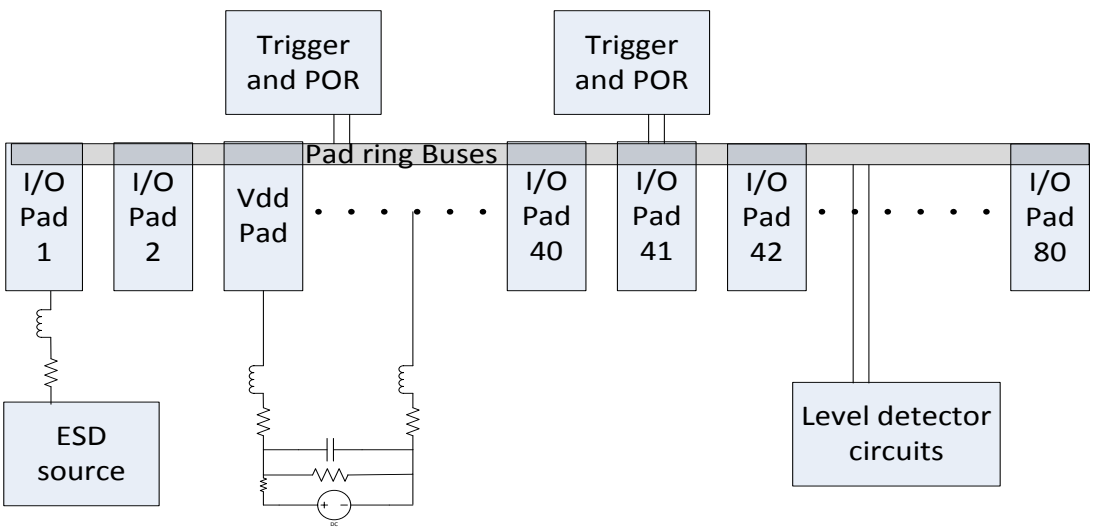 Trigger
and POR
Trigger
and POR
Pad ring Buses
I/O
Pad
1
I/O
Pad
2
Vdd
Pad
I/O
Pad
40
I/O
Pad
41
I/O
Pad
42
I/O
Pad
80
ESD
source
+ -
DC
Level detector
circuits